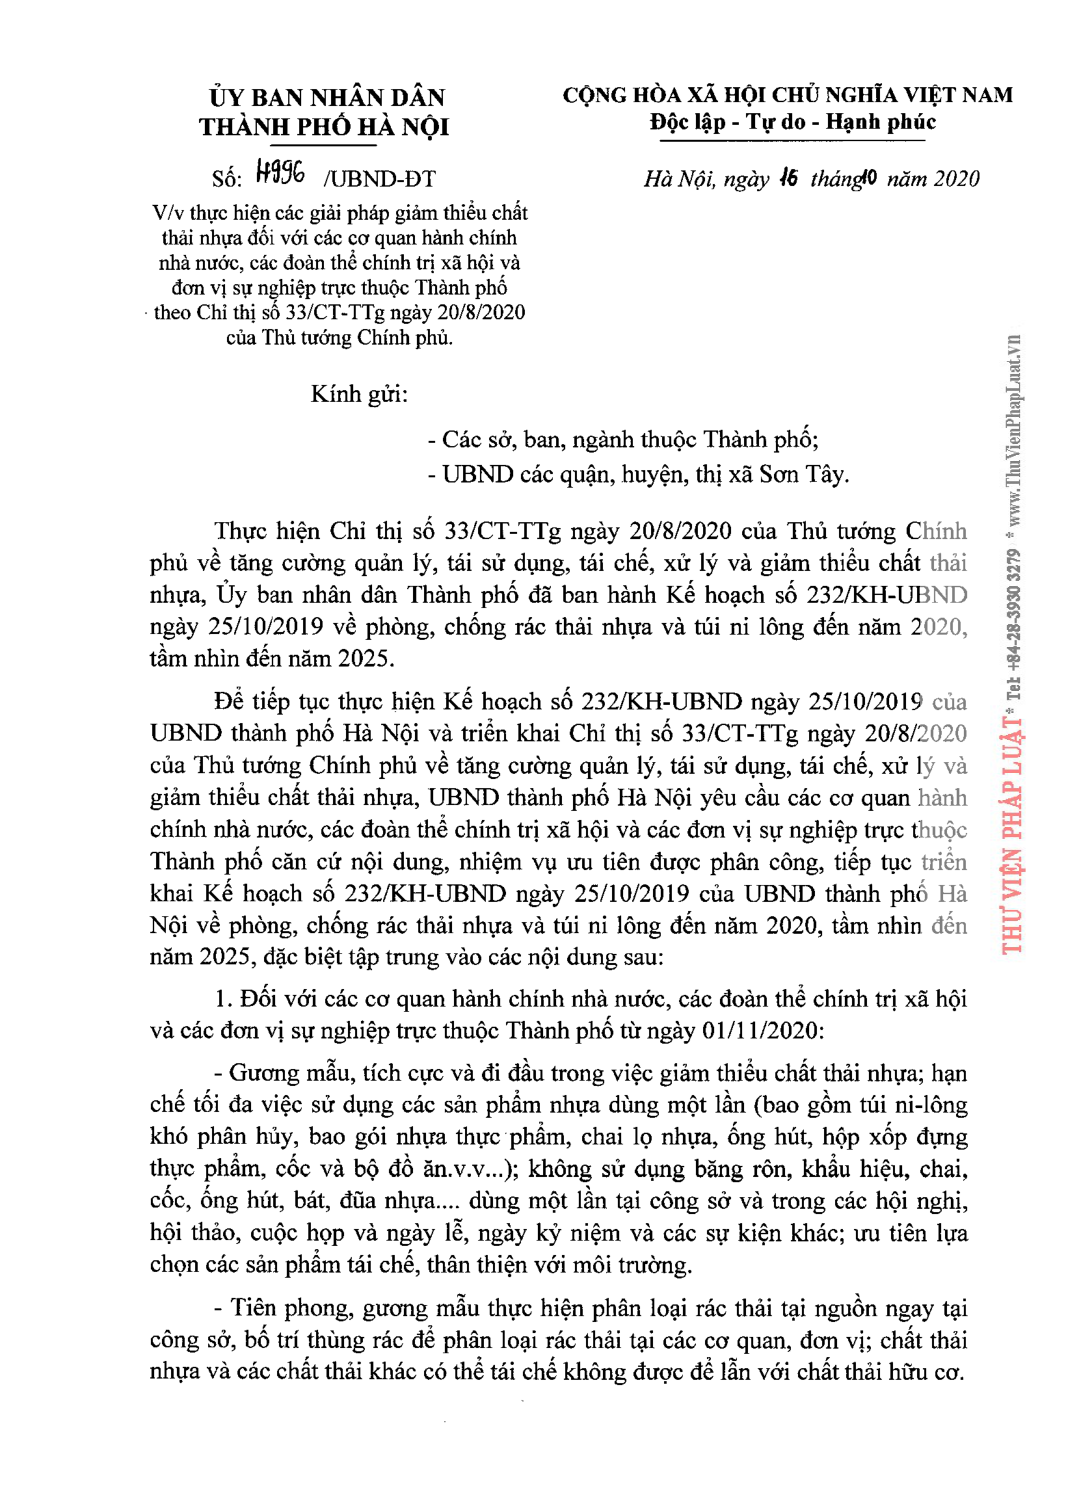 ỦY BAN NHÂN DÂN
THÀNH PHỐ HÀ NỘI
CỘNG HÒA XÃ HỘI CHỦ NGHĨA VIỆT NAM
Độc lập - Tự do - Hạnh phúc
Số: 4996 /UBND-ĐT
Hà Nội, ngày 16 tháng 10 năm 2020
V/v thực hiện các giải pháp giảm thiểu chất
thải nhựa đối với các cơ quan hành chính
nhà nước, các đoàn thể chính trị xã hội và
đơn vị sự nghiệp trực thuộc Thành phố
theo Chỉ thị số 33/CT-TTg ngày 20/8/2020
của Thủ tướng Chính phủ.
Kính gửi:
- Các sở, ban, ngành thuộc Thành phố;
- UBND các quận, huyện, thị xã Sơn Tây.
Thực hiện Chỉ thị số 33/CT-TTg ngày 20/8/2020 của Thủ tướng Chính
phủ về tăng cường quản lý, tái sử dụng, tái chế, xử lý và giảm thiểu chất thải
nhựa, Ủy ban nhân dân Thành phố đã ban hành Kế hoạch số 232/KH-UBND
ngày 25/10/2019 về phòng, chống rác thải nhựa và túi ni lông đến năm 2020,
tầm nhìn đến năm 2025.
Để tiếp tục thực hiện Kế hoạch số 232/KH-UBND ngày 25/10/2019 của
UBND thành phố Hà Nội và triển khai Chỉ thị số 33/CT-TTg ngày 20/8/2020
của Thủ tướng Chính phủ về tăng cường quản lý, tái sử dụng, tái chế, xử lý và
giảm thiểu chất thải nhựa, UBND thành phố Hà Nội yêu cầu các cơ quan hành
chính nhà nước, các đoàn thể chính trị xã hội và các đơn vị sự nghiệp trực thuộc
Thành phố căn cứ nội dung, nhiệm vụ ưu tiên được phân công, tiếp tục triển
khai Kế hoạch số 232/KH-UBND ngày 25/10/2019 của UBND thành phố Hà
Nội về phòng, chống rác thải nhựa và túi ni lông đến năm 2020, tầm nhìn đến
năm 2025, đặc biệt tập trung vào các nội dung sau:
1. Đối với các cơ quan hành chính nhà nước, các đoàn thể chính trị xã hội
và các đơn vị sự nghiệp trực thuộc Thành phố từ ngày 01/11/2020:
- Gương mẫu, tích cực và đi đầu trong việc giảm thiểu chất thải nhựa; hạn
chế tối đa việc sử dụng các sản phẩm nhựa dùng một lần (bao gồm túi ni-lông
khó phân hủy, bao gói nhựa thực phẩm, chai lọ nhựa, ống hút, hộp xốp đựng
thực phẩm, cốc và bộ đồ ăn.v.v...); không sử dụng băng rôn, khẩu hiệu, chai,
cốc, ống hút, bát, đũa nhựa.... dùng một lần tại công sở và trong các hội nghị,
hội thảo, cuộc họp và ngày lễ, ngày kỷ niệm và các sự kiện khác; ưu tiên lựa
chọn các sản phẩm tái chế, thân thiện với môi trường.
- Tiên phong, gương mẫu thực hiện phân loại rác thải tại nguồn ngay tại
công sở, bố trí thùng rác để phân loại rác thải tại các cơ quan, đơn vị; chất thải
nhựa và các chất thải khác có thể tái chế không được để lẫn với chất thải hữu cơ.
THƯ VIỆN PHÁP LUẬT * Tel: +84-28-3930 3279 * www.ThuVienPhapLuat.vn